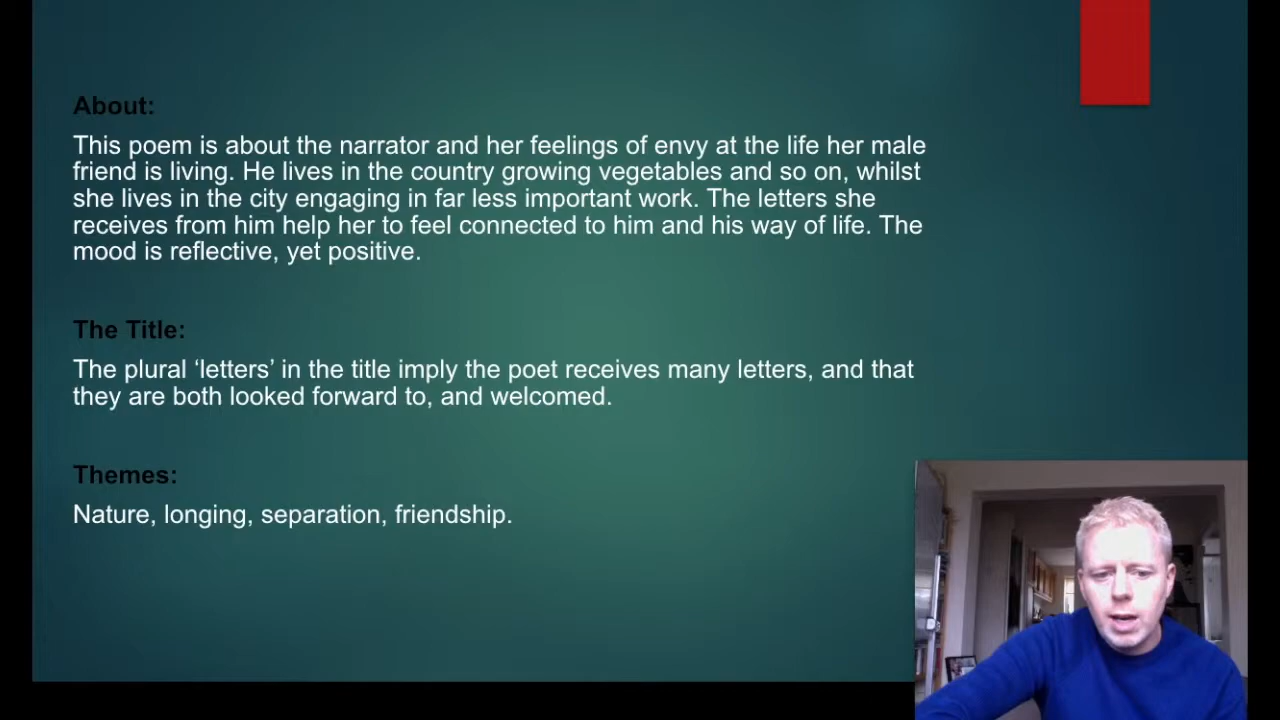 About:
This poem is about the narrator and her feelings of envy at the life her male
friend is living. He lives in the country growing vegetables and so on, whilst
she lives in the city engaging in far less important work. The letters she
receives from him help her to feel connected to him and his way of life. The
mood is reflective, yet positive.
The Title:
The plural ‘letters’ in the title imply the poet receives many letters, and that
they are both looked forward to, and welcomed.
Themes:
Nature, longing, separation, friendship.